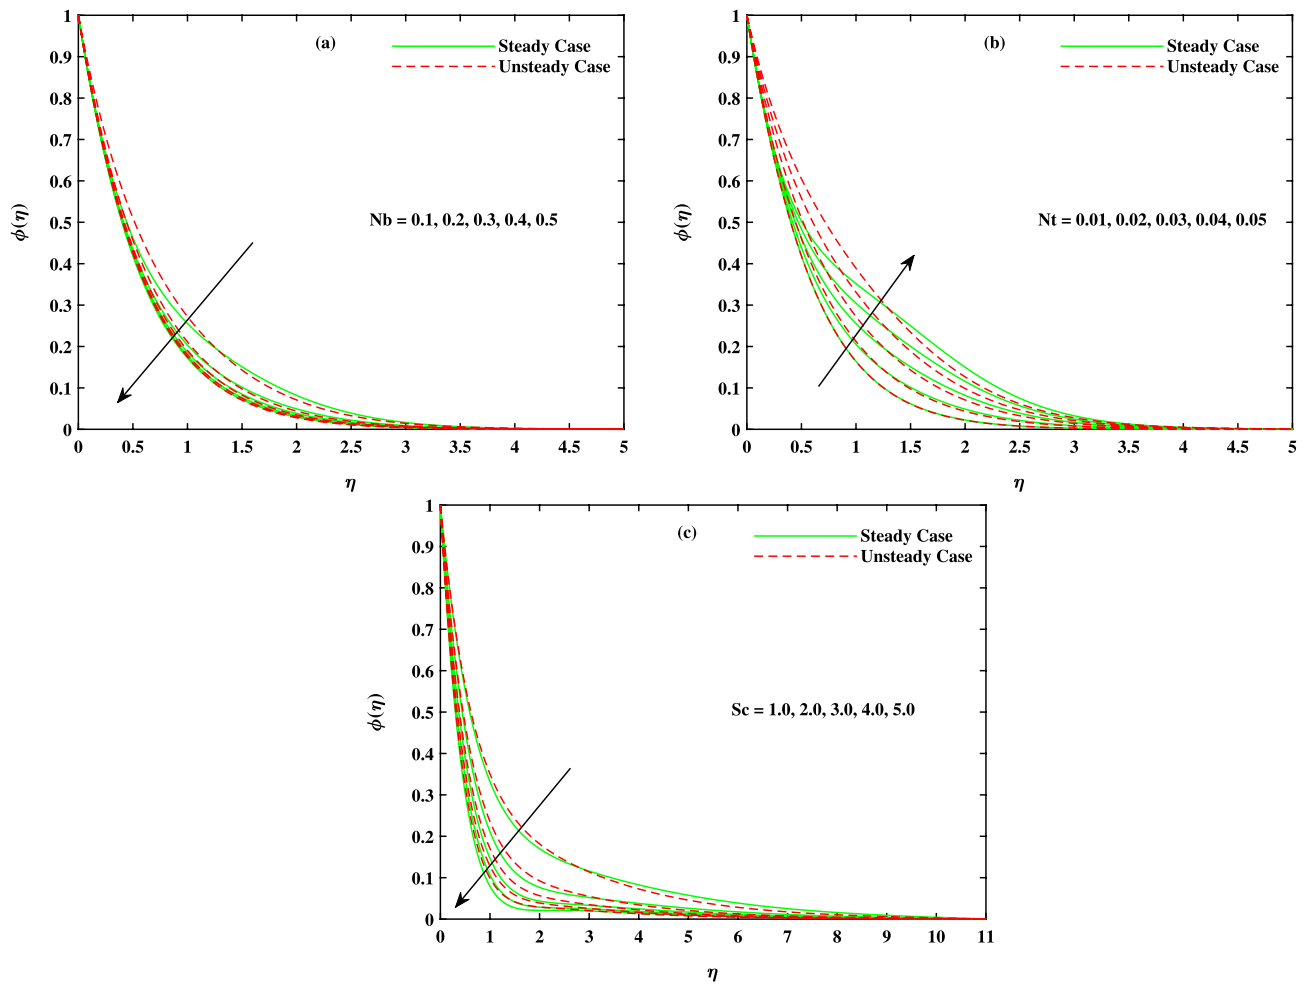 (a)
Steady Case
Unsteady Case
Nb = 0.1, 0.2, 0.3, 0.4, 0.5
ϕ(η)
1
0.9
0.8
0.7
0.6
0.5
0.4
0.3
0.2
0.1
0
0 0.5 1 1.5 2 2.5 3 3.5 4 4.5 5
η
(b)
Steady Case
Unsteady Case
Nt = 0.01, 0.02, 0.03, 0.04, 0.05
ϕ(η)
1
0.9
0.8
0.7
0.6
0.5
0.4
0.3
0.2
0.1
0
0 0.5 1 1.5 2 2.5 3 3.5 4 4.5 5
η
(c)
Steady Case
Unsteady Case
Sc = 1.0, 2.0, 3.0, 4.0, 5.0
ϕ(η)
1
0.9
0.8
0.7
0.6
0.5
0.4
0.3
0.2
0.1
0
0 1 2 3 4 5 6 7 8 9 10 11
η